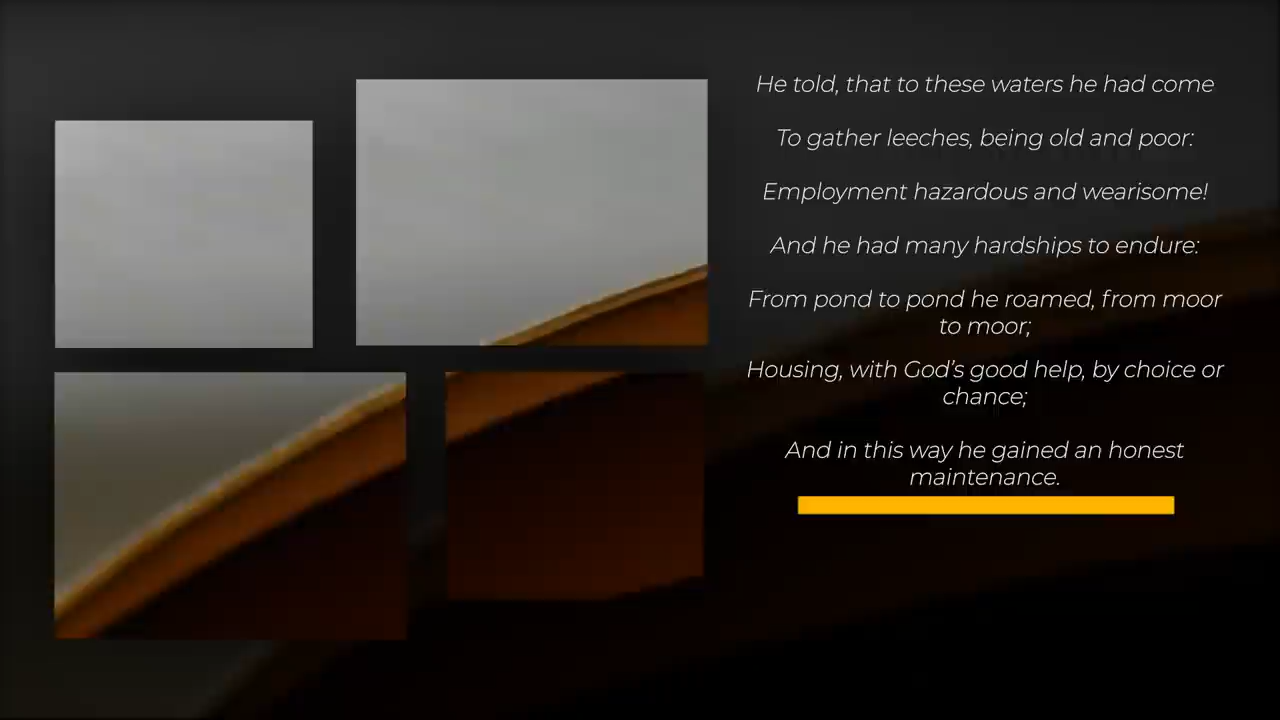 He told, that to these waters he had come
To gather leeches, being old and poor:
Employment hazardous and wearisome!
And he had many hardships to endure:
From pond to pond he roamed, from moor
to moor;
Housing, with God’s good help, by choice or
chance;
And in this way he gained an honest
maintenance.